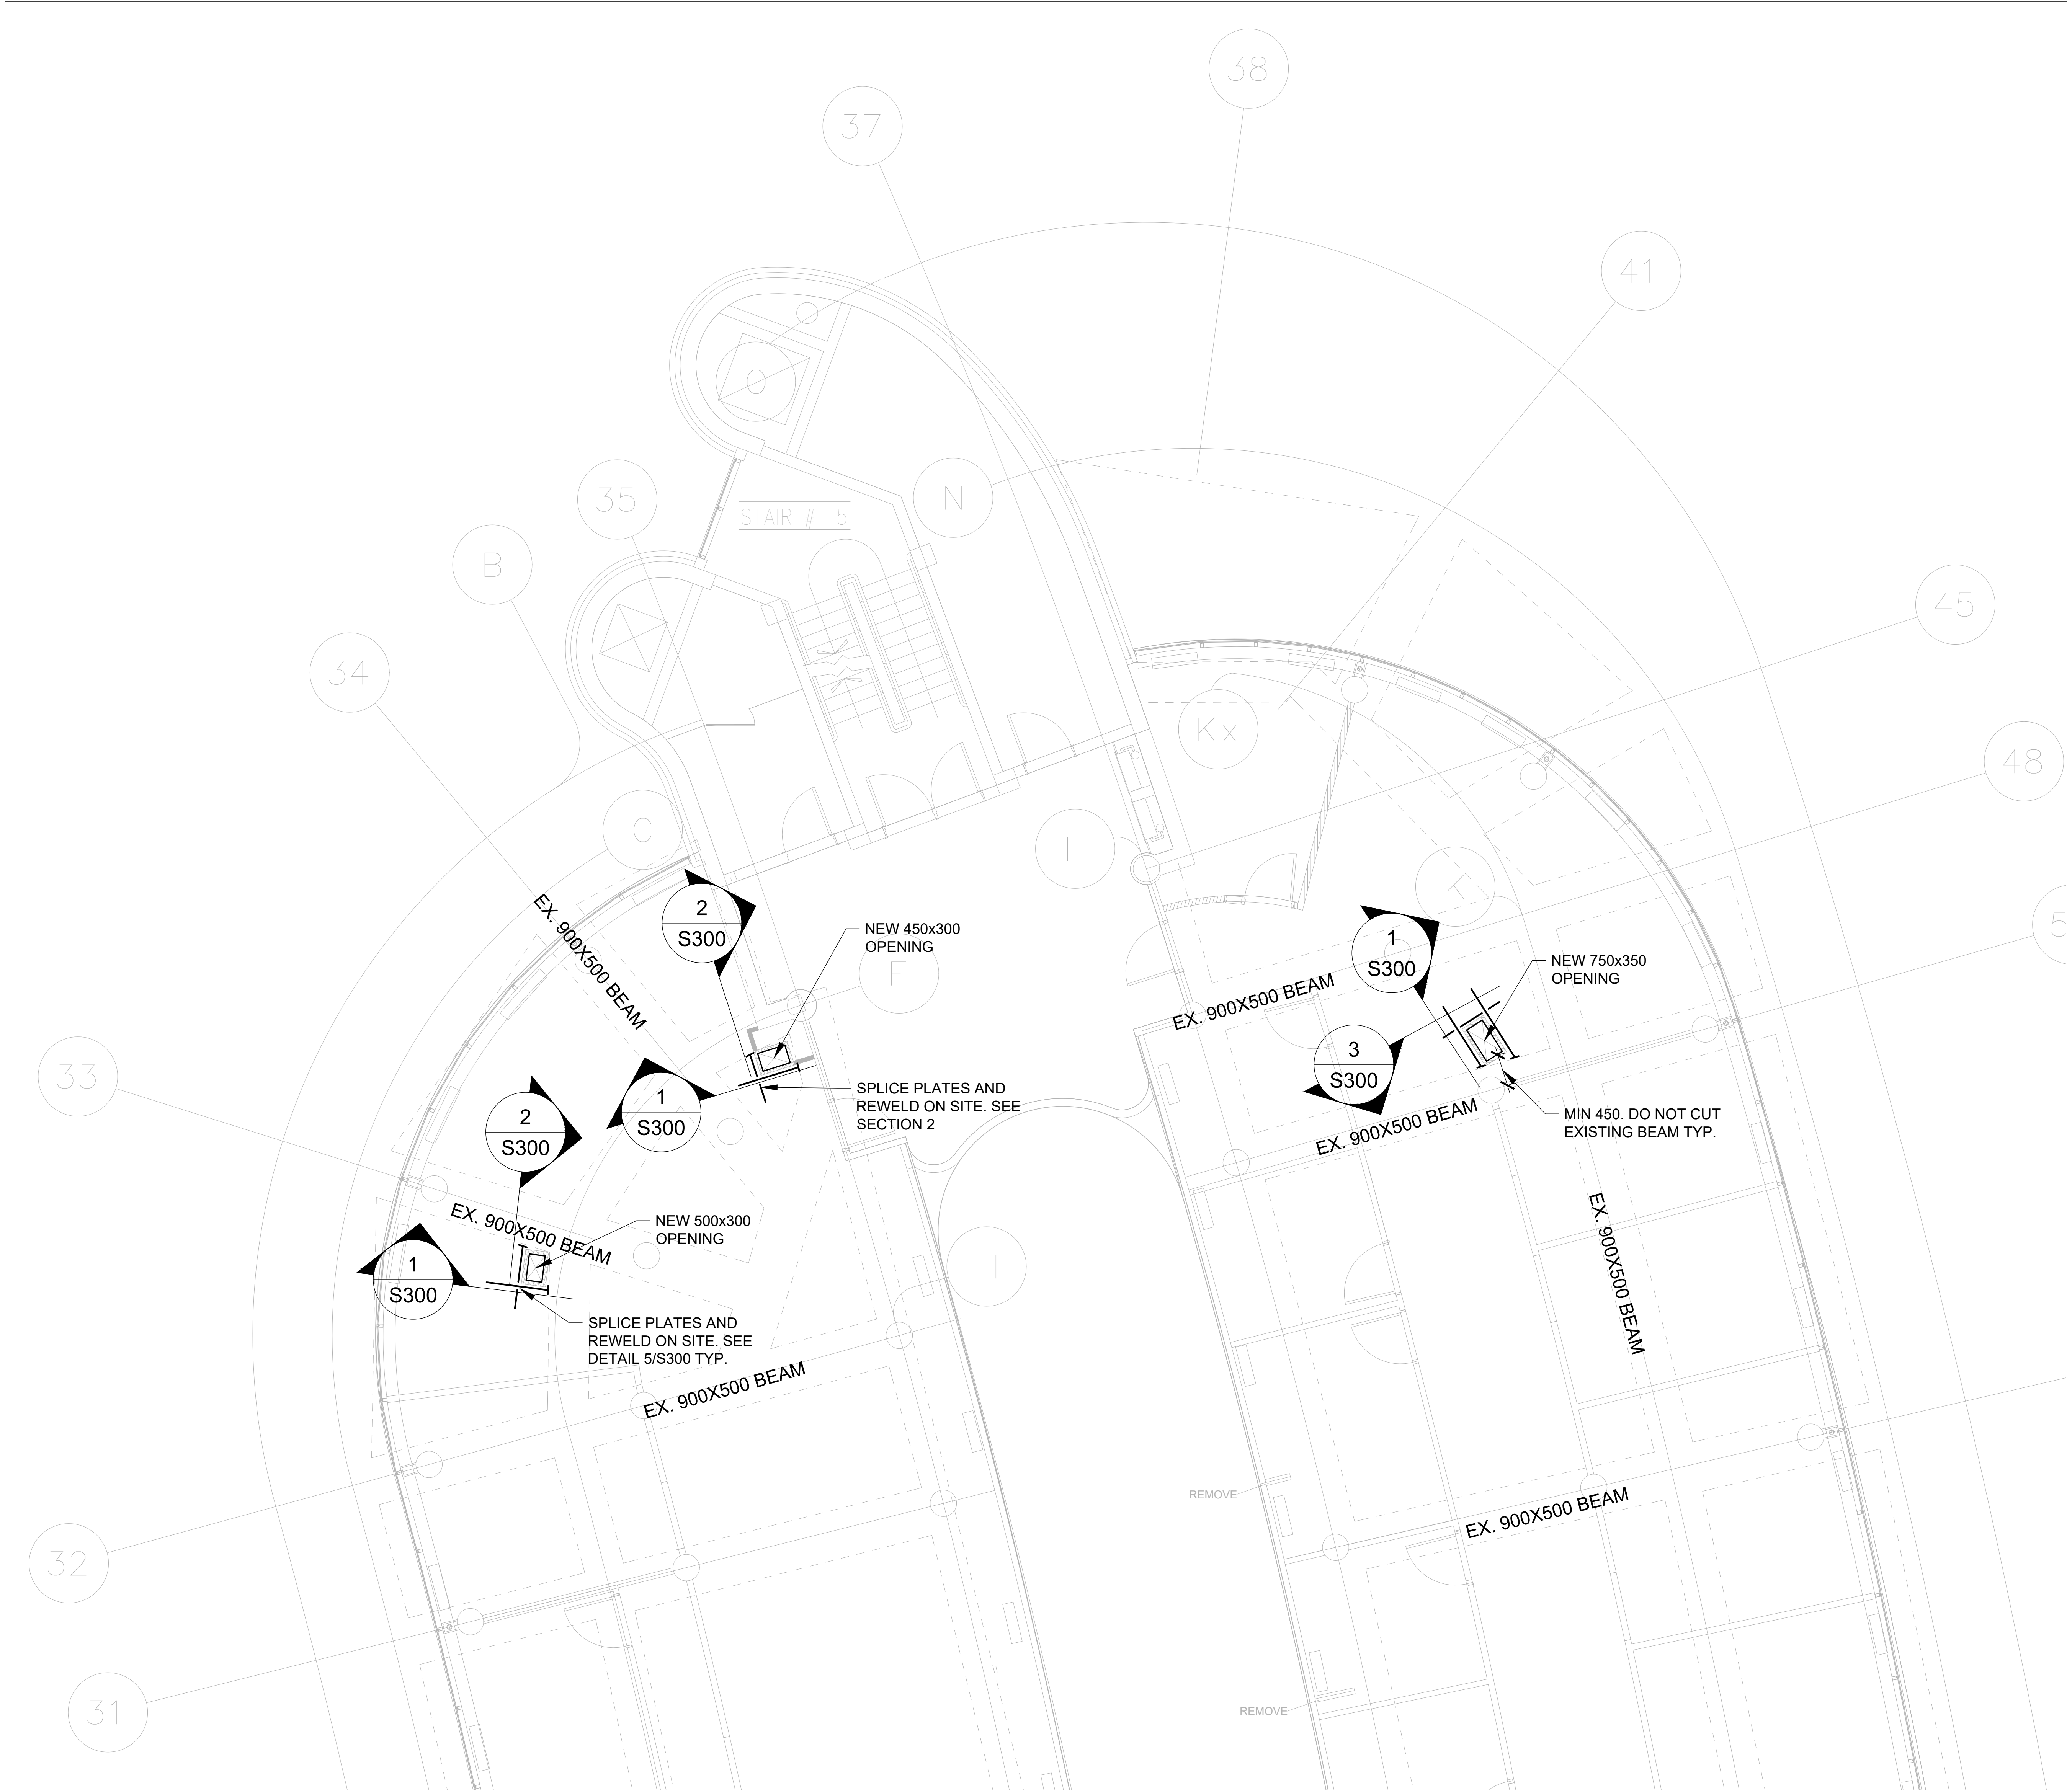 38
37
41
O
35
N
STAIR # 5
B
45
34
Kx
48
C
I
K
EX. 900X500 BEAM
2
S300
NEW 450x300
OPENING
F
1
S300
NEW 750x350
OPENING
EX. 900X500 BEAM
3
S300
33
1
S300
SPLICE PLATES AND
REWELD ON SITE. SEE
SECTION 2
2
S300
MIN 450. DO NOT CUT
EXISTING BEAM TYP.
EX. 900X500 BEAM
EX. 900X500 BEAM
NEW 500x300
OPENING
1
S300
H
EX. 900X500 BEAM
SPLICE PLATES AND
REWELD ON SITE. SEE
DETAIL 5/S300 TYP.
EX. 900X500 BEAM
REMOVE
EX. 900X500 BEAM
32
31
REMOVE